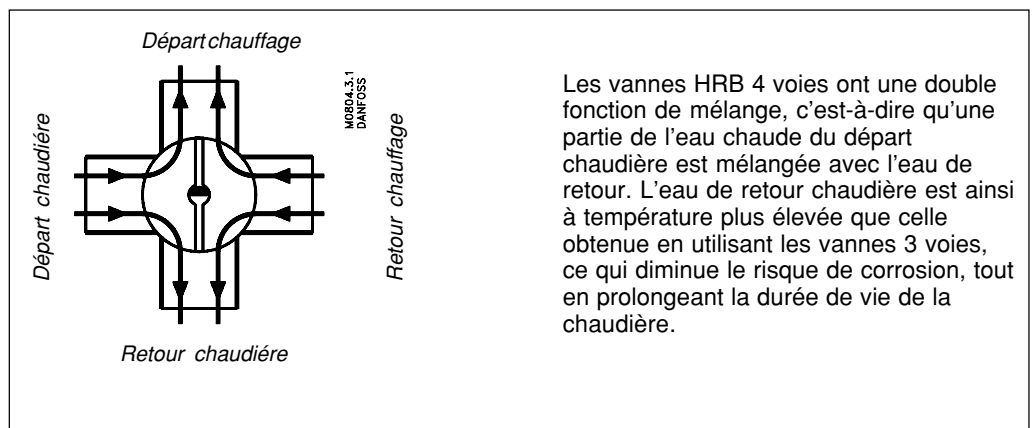 Départ chauffage
M0804.3.1
DANFOSS
Départ chaudiére
Retour chauffage
Retour chaudiére
Les vannes HRB 4 voies ont une double
fonction de mélange, c'est-à-dire qu'une
partie de l'eau chaude du départ
chaudière est mélangée avec l'eau de
retour. L'eau de retour chaudière est ainsi
à température plus élevée que celle
obtenue en utilisant les vannes 3 voies,
ce qui diminue le risque de corrosion, tout
en prolongeant la durée de vie de la
chaudière.